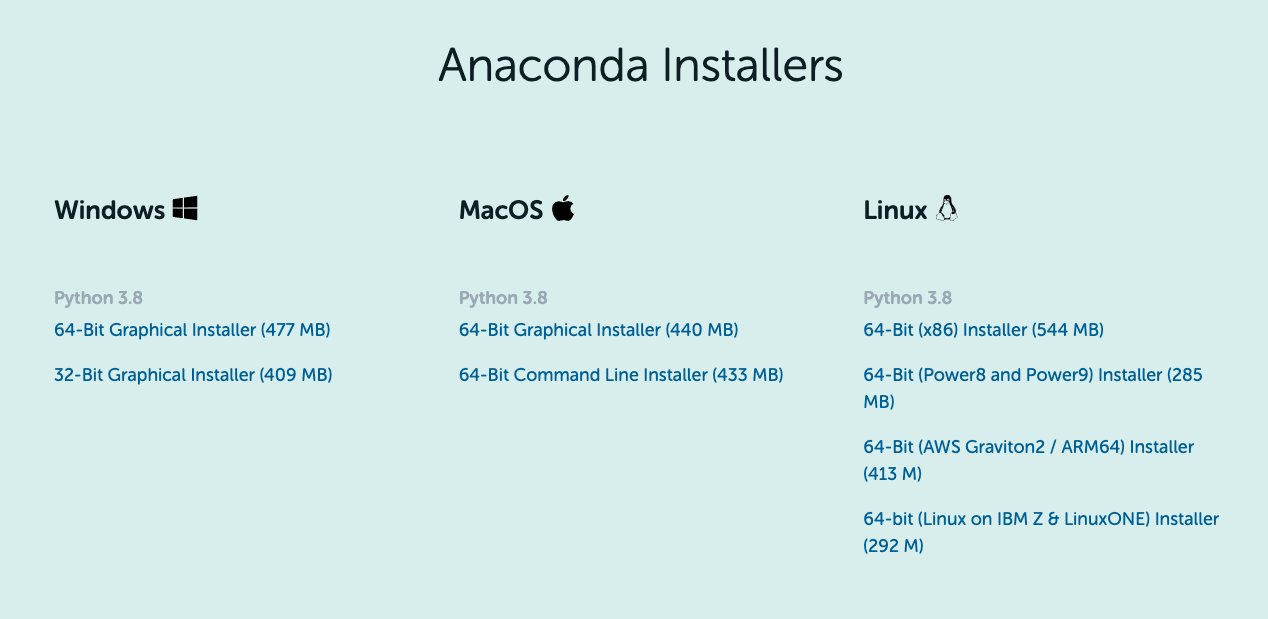 Anaconda Installers
Windows
Python 3.8
64-Bit Graphical Installer (477 MB)
32-Bit Graphical Installer (409 MB)
MacOS
Python 3.8
64-Bit Graphical Installer (440 MB)
64-Bit Command Line Installer (433 MB)
Linux
Python 3.8
64-Bit (x86) Installer (544 MB)
64-Bit (Power8 and Power9) Installer (285
MB)
64-Bit (AWS Graviton2 / ARM64) Installer
(413 M)
64-bit (Linux on IBM Z & LinuxONE) Installer
(292 M)